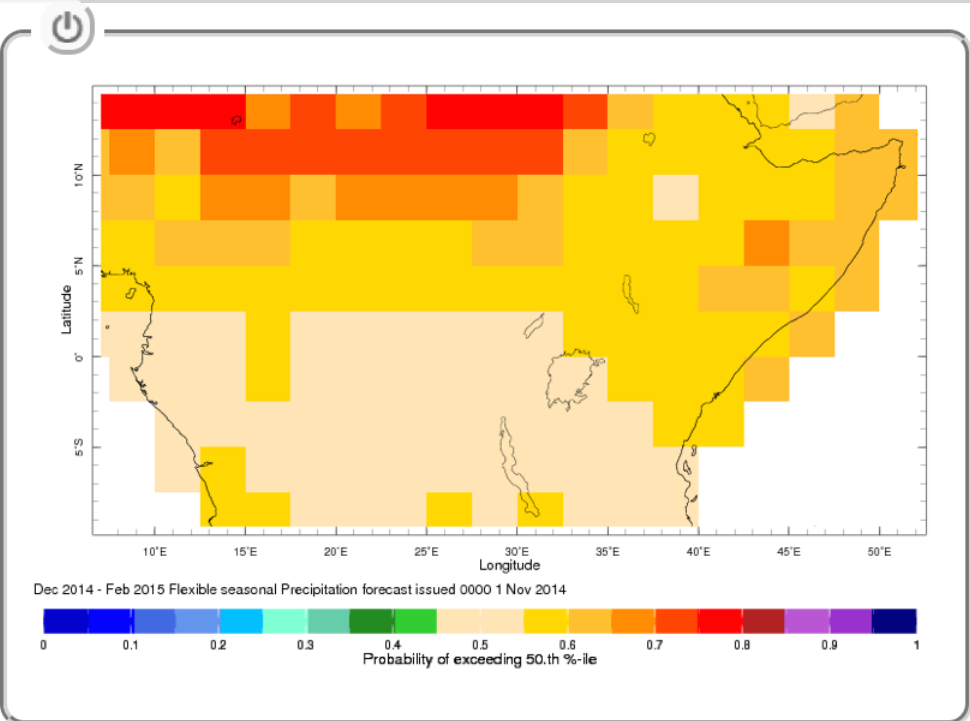 10°N
5°N
0°
5°S
Latitude
10°E 15°E 20°E 25°E 30°E 35°E 40°E 45°E 50°E
Longitude
Dec 2014 - Feb 2015 Flexible seasonal Precipitation forecast issued 0000 1 Nov 2014
0 0.1 0.2 0.3 0.4 0.5 0.6 0.7 0.8 0.9 1
Probability of exceeding 50.th %-ile